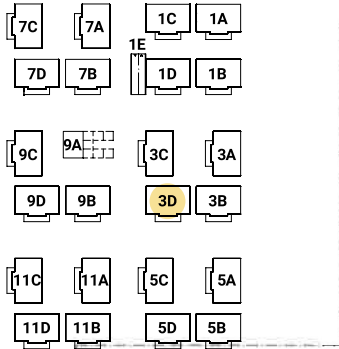 7C 7A 1C 1A
1E
7D 7B 1D 1B
9C 9A 3C 3A
9D 9B 3D 3B
11C 11A 5C 5A
11D 11B 5D 5B